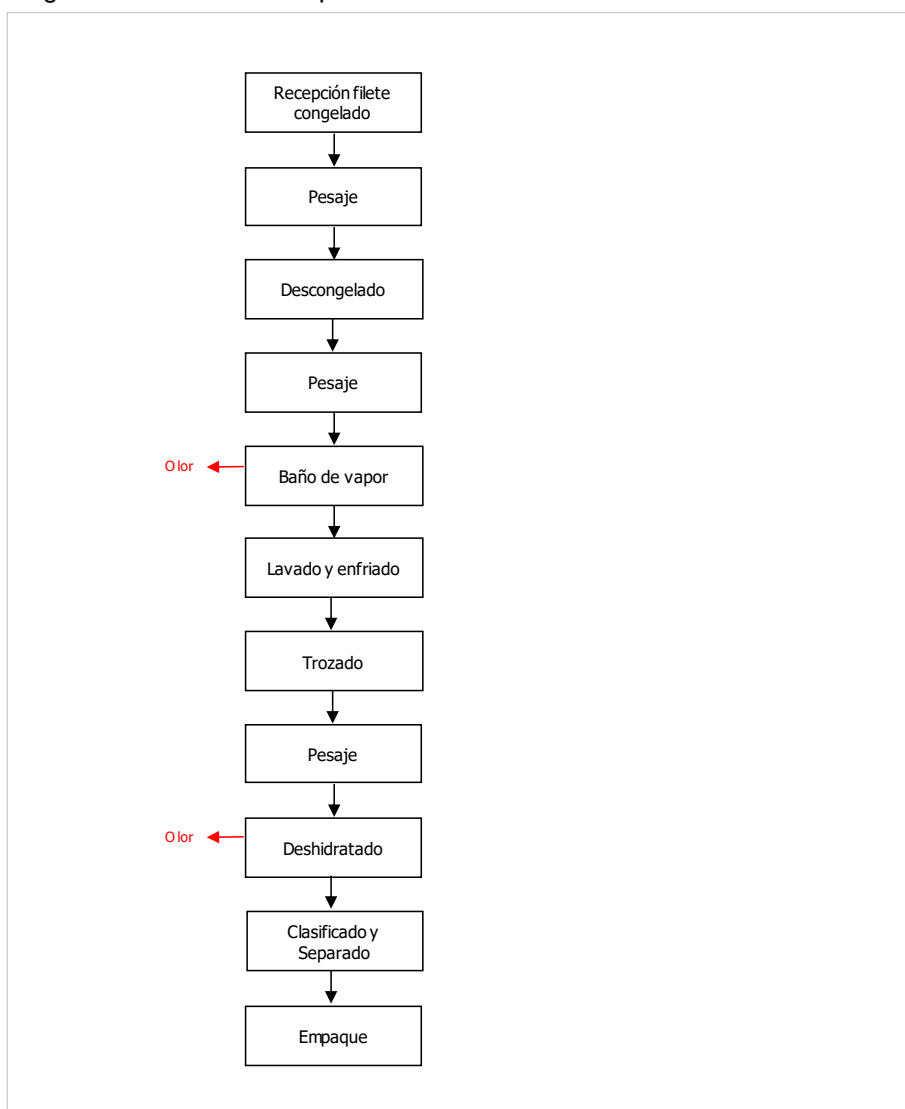 Recepción filete
congelado
Pesaje
Descongelado
Pesaje
Olor
Baño de vapor
Lavado y enfriado
Trozado
Pesaje
Olor
Deshidratado
Clasificado y
Separado
Empaque